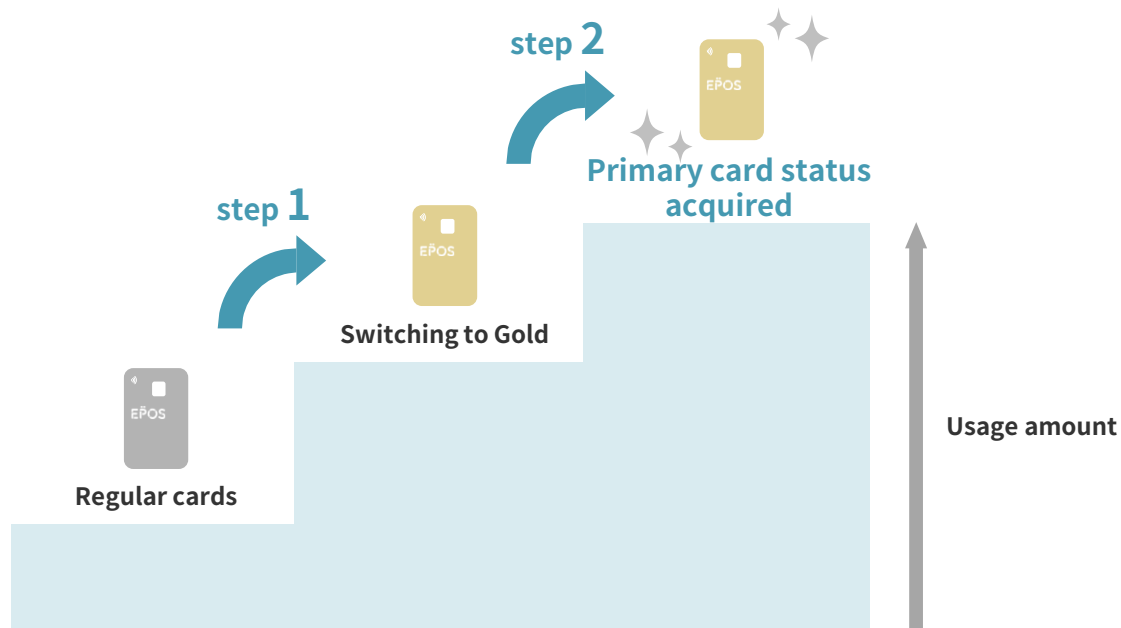 step 2
EPOS
Primary card status
acquired
step 1
EPOS
Switching to Gold
EPOS
Regular cards
Usage amount